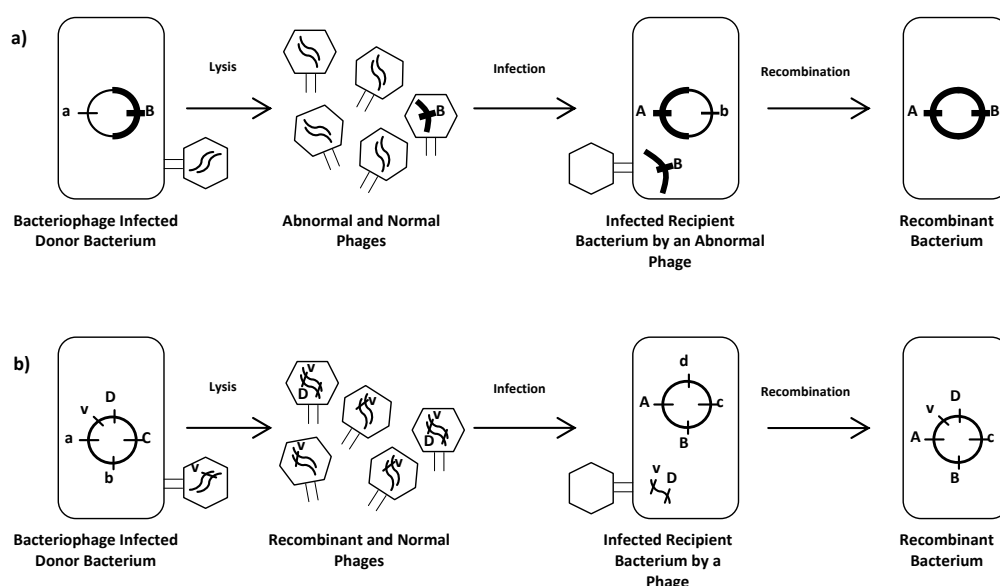 a)
Lysis
Infection
Recombination
a
B
B
A
b
B
A
B
Bacteriophage Infected
Donor Bacterium
Abnormal and Normal
Phages
Infected Recipient
Bacterium by an Abnormal
Phage
Recombinant
Bacterium
b)
Lysis
Infection
Recombination
D
v
a
C
b
v
v
D
v
v
D
v
v
d
A
c
B
v
D
D
v
A
c
B
Bacteriophage Infected
Donor Bacterium
Recombinant and Normal
Phages
Infected Recipient
Bacterium by a
Phage
Recombinant
Bacterium